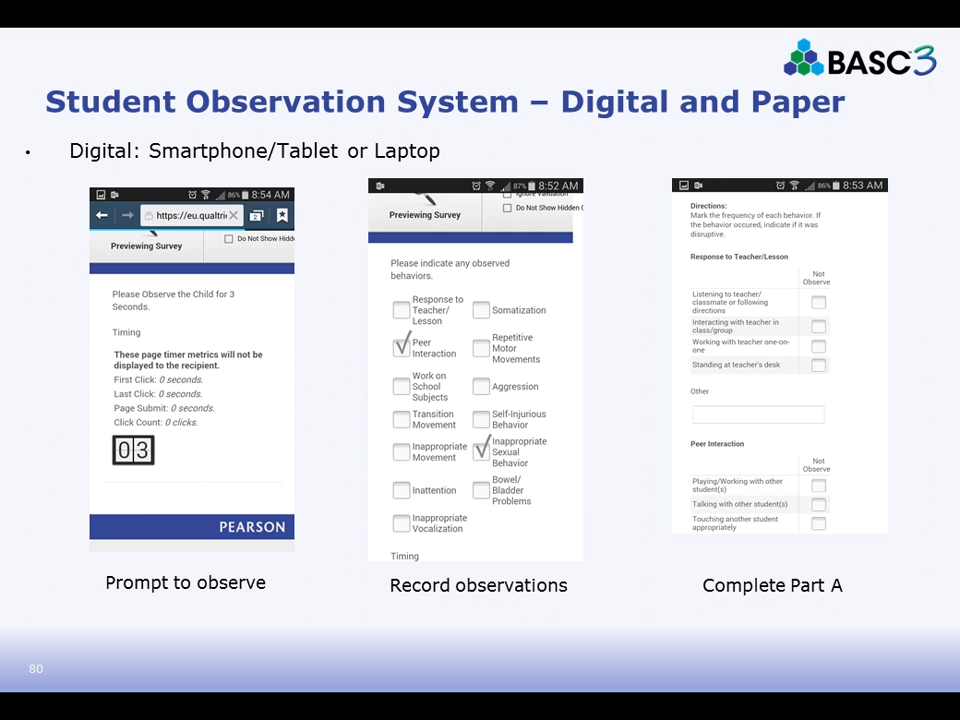 BASC™3
Student Observation System – Digital and Paper
• Digital: Smartphone/Tablet or Laptop
86% 8:54 AM
https://eu.qualtri
2
Previewing Survey
Do Not Show Hidde
Please Observe the Child for 3
Seconds.
Timing
These page timer metrics will not be
displayed to the recipient.
First Click: 0 seconds.
Last Click: 0 seconds.
Page Submit: 0 seconds.
Click Count: 0 clicks.
03
PEARSON
Prompt to observe
87% 8:52 AM
Ignore Validation
Previewing Survey
Do Not Show Hidden
Please indicate any observed
behaviors.
Response to
Teacher/
Lesson
Somatization
Peer
Interaction
Repetitive
Motor
Movements
Work on
School
Subjects
Aggression
Transition
Movement
Self-Injurious
Behavior
Inappropriate
Movement
Inappropriate
Sexual
Behavior
Inattention
Bowel/
Bladder
Problems
Inappropriate
Vocalization
Timing
Record observations
86% 8:53 AM
Directions:
Mark the frequency of each behavior. If
the behavior occured, indicate if it was
disruptive.
Response to Teacher/Lesson
Not
Observe
Listening to teacher/
classmate or following
directions
Interacting with teacher in
class/group
Working with teacher one-on-
one
Standing at teacher's desk
Other
Peer Interaction
Not
Observe
Playing/Working with other
student(s)
Talking with other student(s)
Touching another student
appropriately
Complete Part A
80